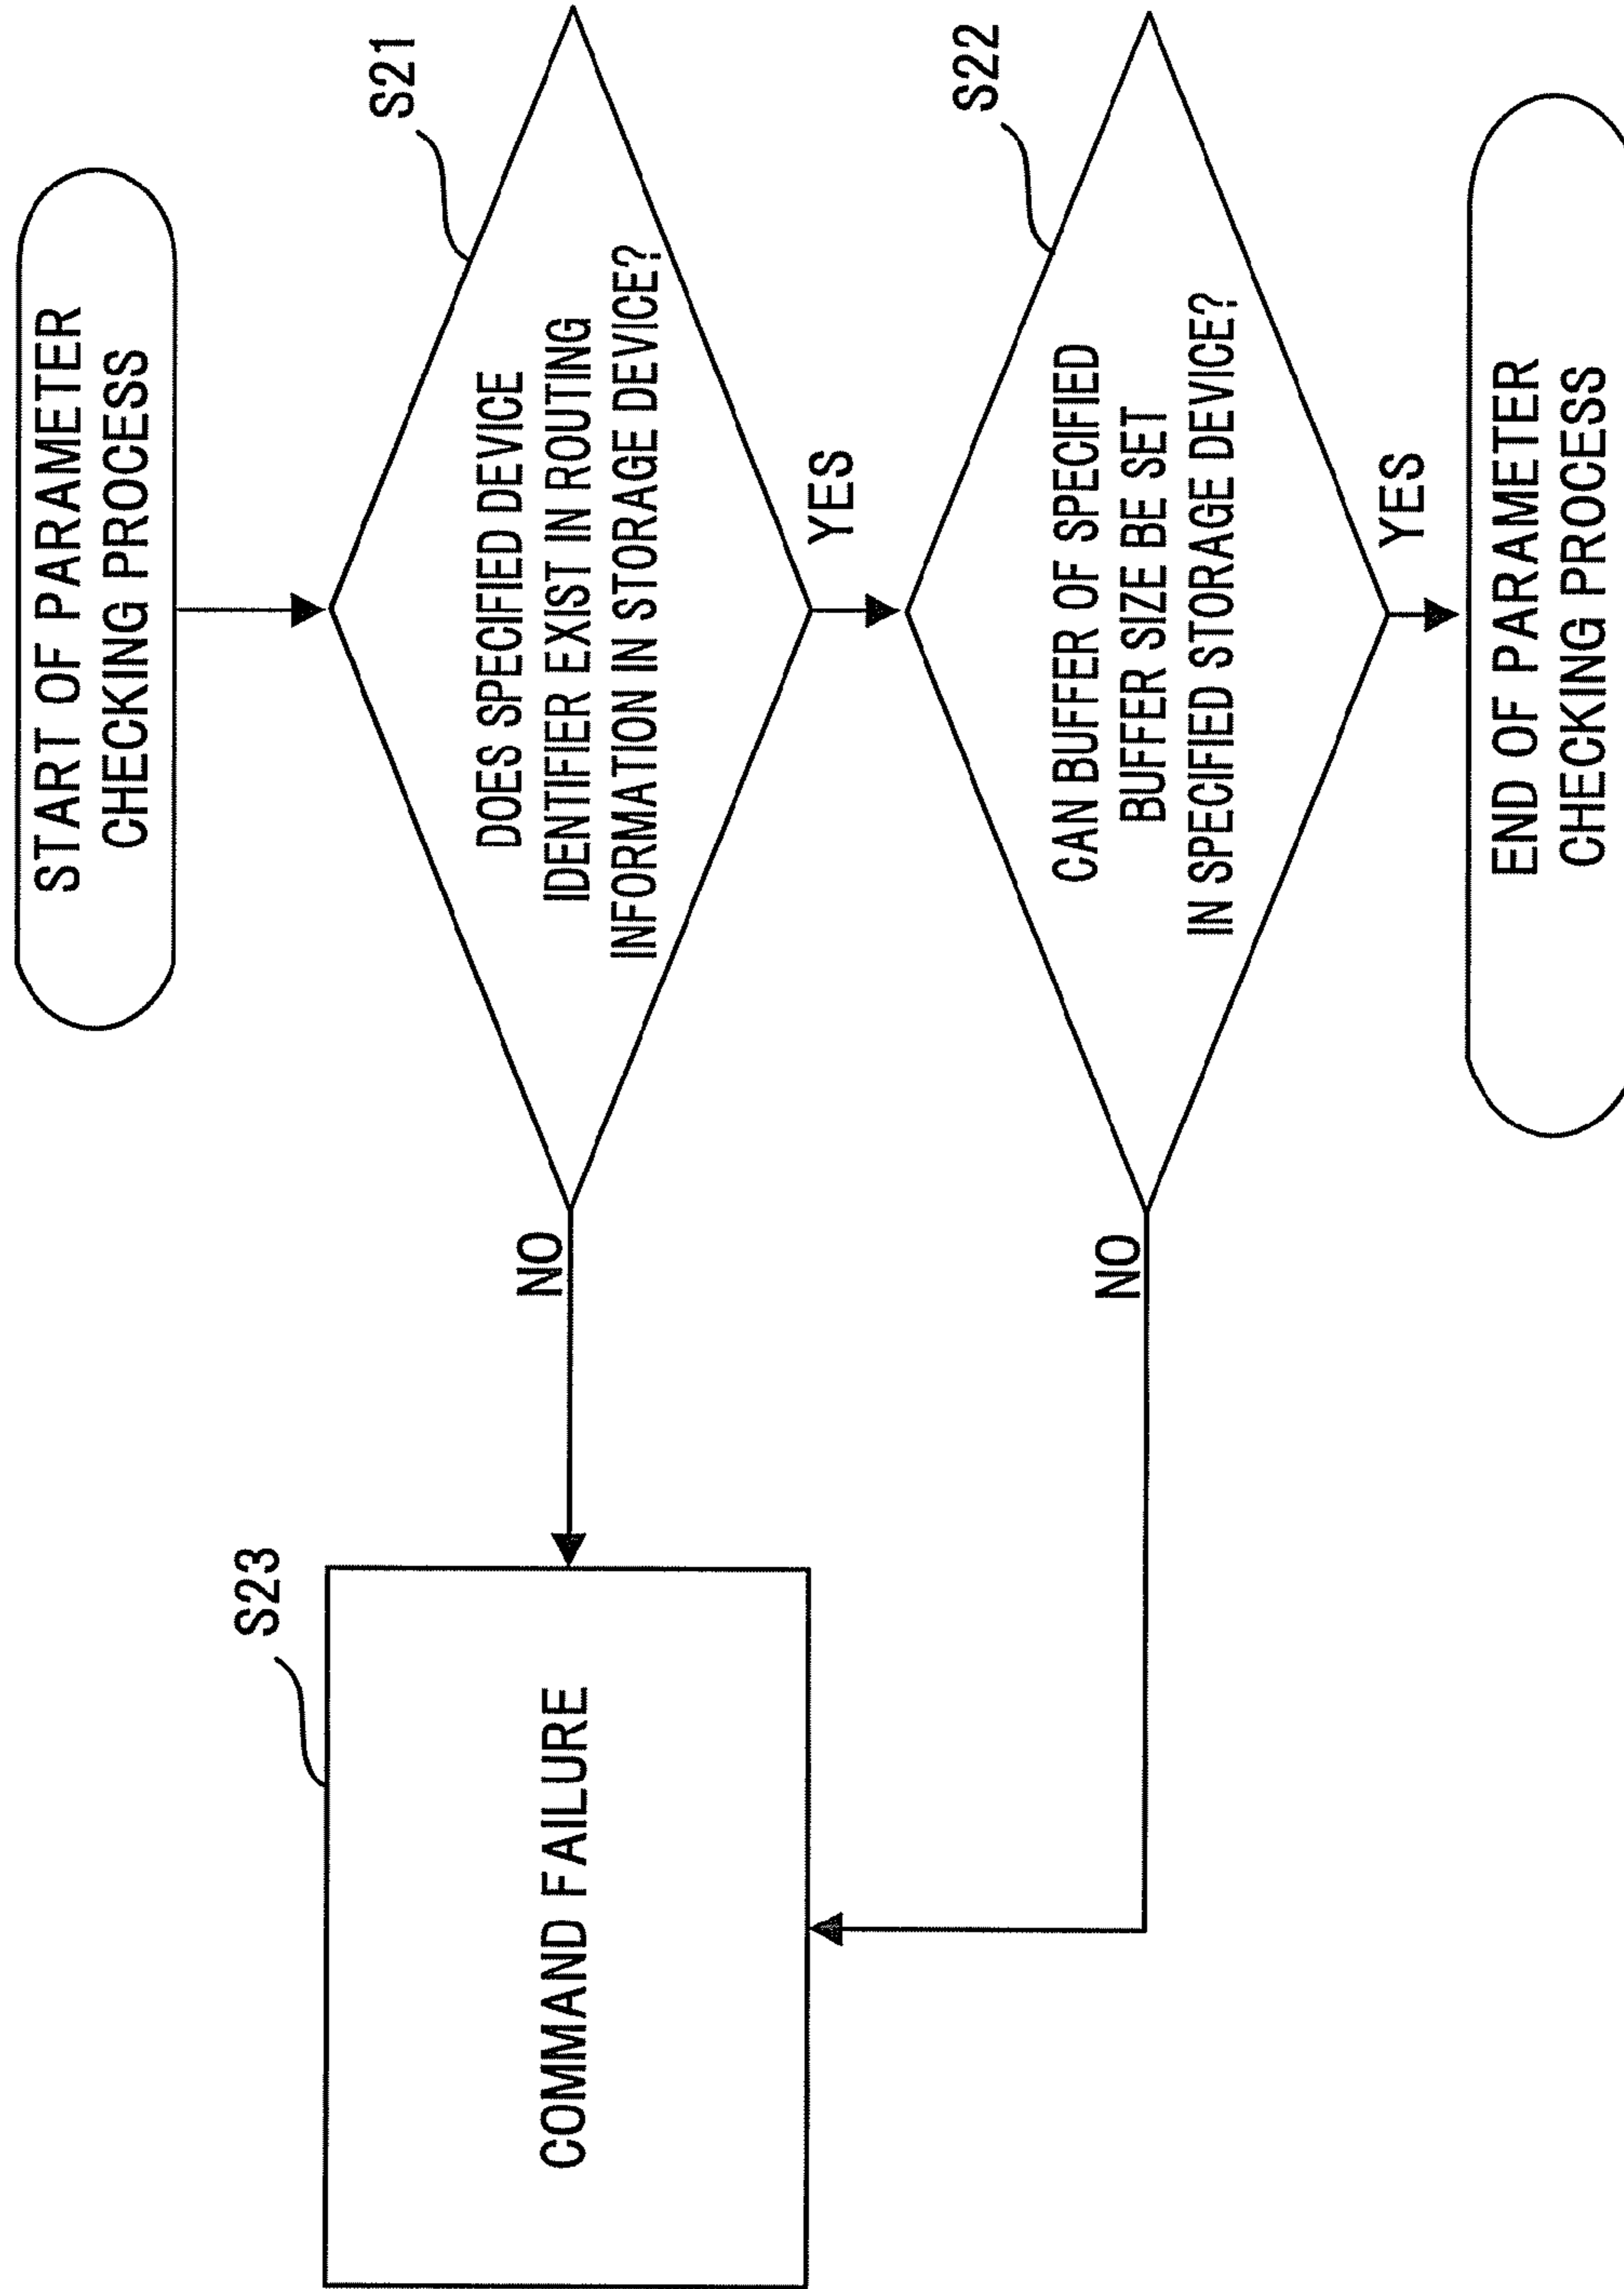 START OF PARAMETER
CHECKING PROCESS
S21
DOES SPECIFIED DEVICE
IDENTIFIER EXIST IN ROUTING
INFORMATION IN STORAGE DEVICE?
NO
YES
S23
COMMAND FAILURE
S22
CAN BUFFER OF SPECIFIED
BUFFER SIZE BE SET
IN SPECIFIED STORAGE DEVICE?
NO
YES
END OF PARAMETER
CHECKING PROCESS